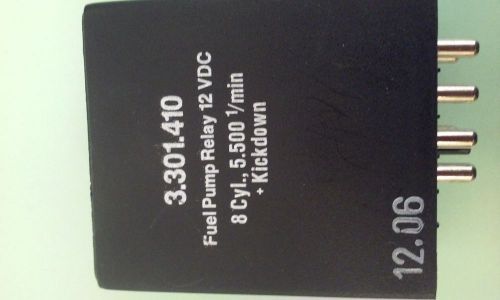 3.301.410
Fuel Pump Relay 12 VDC
8 Cyl., 5.500 1/min
+ Kickdown
12.06